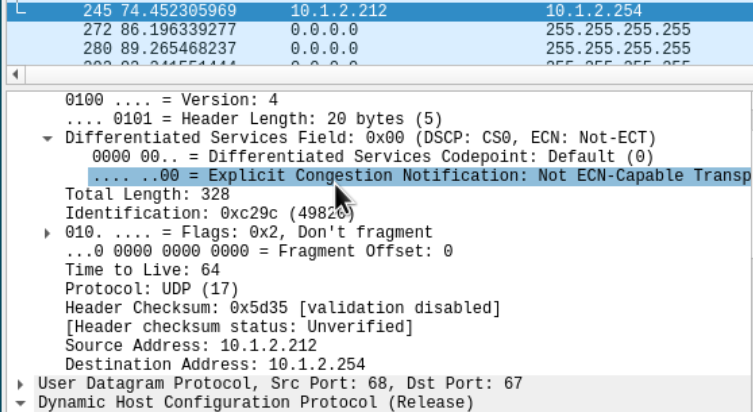 245 74.452305969 10.1.2.212 10.1.2.254
272 86.196339277 0.0.0.0 255.255.255.255
280 89.265468237 0.0.0.0 255.255.255.255
0100 .... = Version: 4
.... 0101 = Header Length: 20 bytes (5)
Differentiated Services Field: 0x00 (DSCP: CS0, ECN: Not-ECT)
0000 00.. = Differentiated Services Codepoint: Default (0)
.... ..00 = Explicit Congestion Notification: Not ECN-Capable Transp
Total Length: 328
Identification: 0xc29c (49820)
010. .... = Flags: 0x2, Don't fragment
...0 0000 0000 0000 = Fragment Offset: 0
Time to Live: 64
Protocol: UDP (17)
Header Checksum: 0x5d35 [validation disabled]
[Header checksum status: Unverified]
Source Address: 10.1.2.212
Destination Address: 10.1.2.254
User Datagram Protocol, Src Port: 68, Dst Port: 67
Dynamic Host Configuration Protocol (Release)